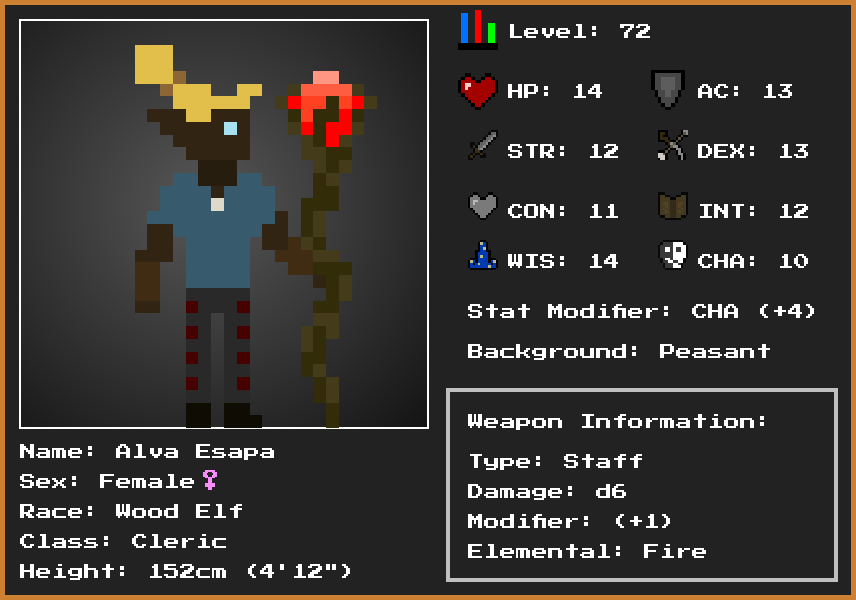 Level: 72
HP: 14
AC: 13
STR: 12
DEX: 13
CON: 11
INT: 12
WIS: 14
CHA: 10
Stat Modifier: CHA (+4)
Background: Peasant
Weapon Information:
Type: Staff
Damage: d6
Modifier: (+1)
Elemental: Fire
Name: Alva Esapa
Sex: Female♀
Race: Wood Elf
Class: Cleric
Height: 152cm (4'12")